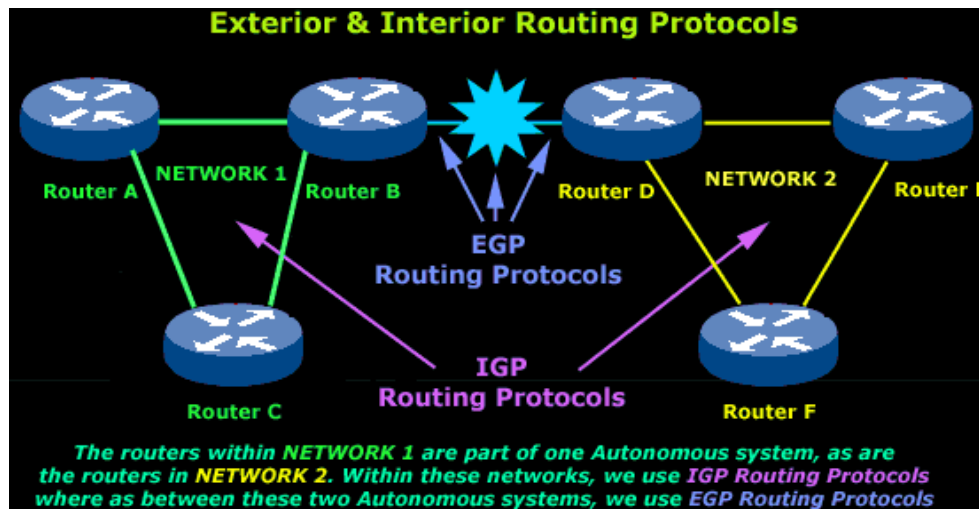 Exterior & Interior Routing Protocols
NETWORK 1
NETWORK 2
Router A
Router B
Router D
Router
EGP
Routing Protocols
IGP
Routing Protocols
Router C
Router F
The routers within NETWORK 1 are part of one Autonomous system, as are
the routers in NETWORK 2. Within these networks, we use IGP Routing Protocols
where as between these two Autonomous systems, we use EGP Routing Protocols